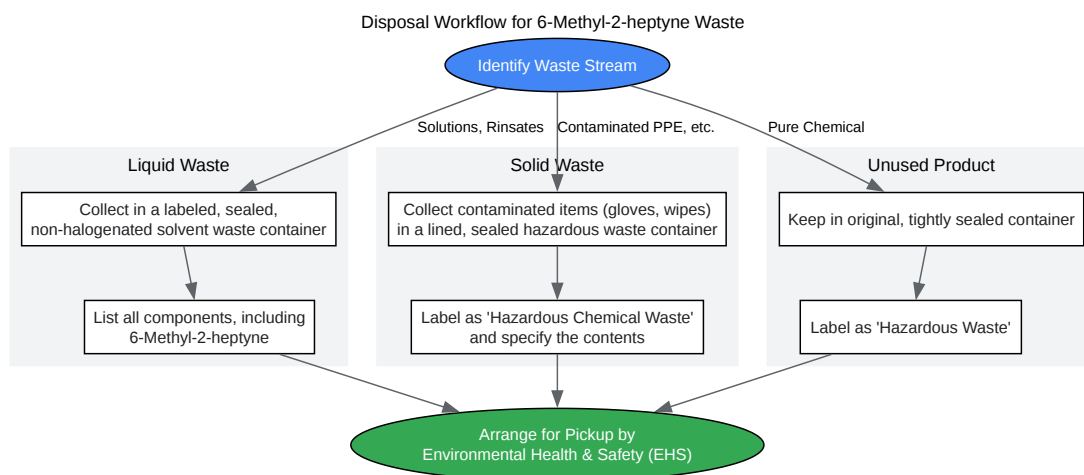 Disposal Workflow for 6-Methyl-2-heptyne Waste
Identify Waste Stream
Solutions, Rinsates
Contaminated PPE, etc.
Pure Chemical
Liquid Waste
Collect in a labeled, sealed,
non-halogenated solvent waste container
List all components, including
6-Methyl-2-heptyne
Solid Waste
Collect contaminated items (gloves, wipes)
in a lined, sealed hazardous waste container
Label as 'Hazardous Chemical Waste'
and specify the contents
Unused Product
Keep in original, tightly sealed container
Label as 'Hazardous Waste'
Arrange for Pickup by
Environmental Health & Safety (EHS)